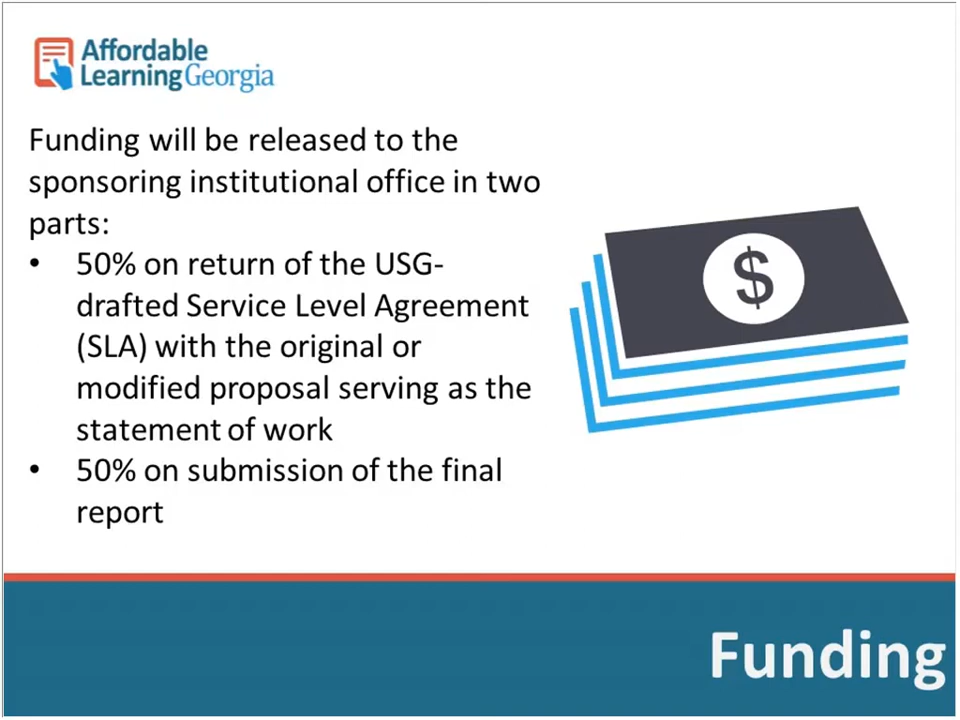 Affordable
LearningGeorgia
Funding will be released to the
sponsoring institutional office in two
parts:
• 50% on return of the USG-
drafted Service Level Agreement
(SLA) with the original or
modified proposal serving as the
statement of work
• 50% on submission of the final
report
$
Funding